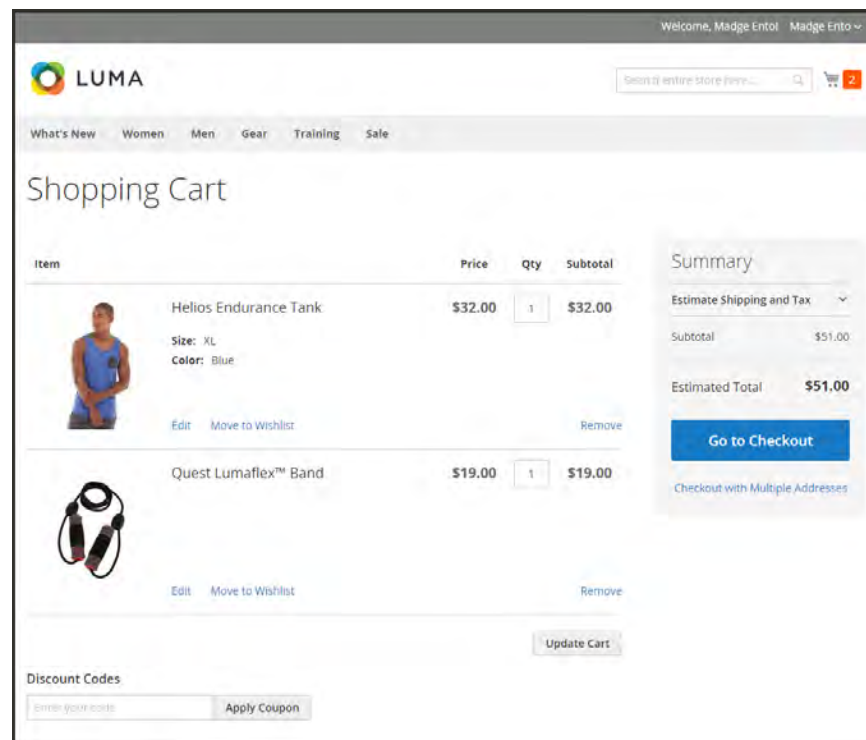 Welcome, Madge Ento! Madge Ento
LUMA
Search entire store here...
2
What's New Women Men Gear Training Sale
Shopping Cart
Item Price Qty Subtotal
Helios Endurance Tank $32.00 1 $32.00
Size: XL
Color: Blue
Edit Move to Wishlist Remove
Quest Lumaflex™ Band $19.00 1 $19.00
Edit Move to Wishlist Remove
Update Cart
Discount Codes
Enter your code Apply Coupon
Summary
Estimate Shipping and Tax
Subtotal $51.00
Estimated Total $51.00
Go to Checkout
Checkout with Multiple Addresses